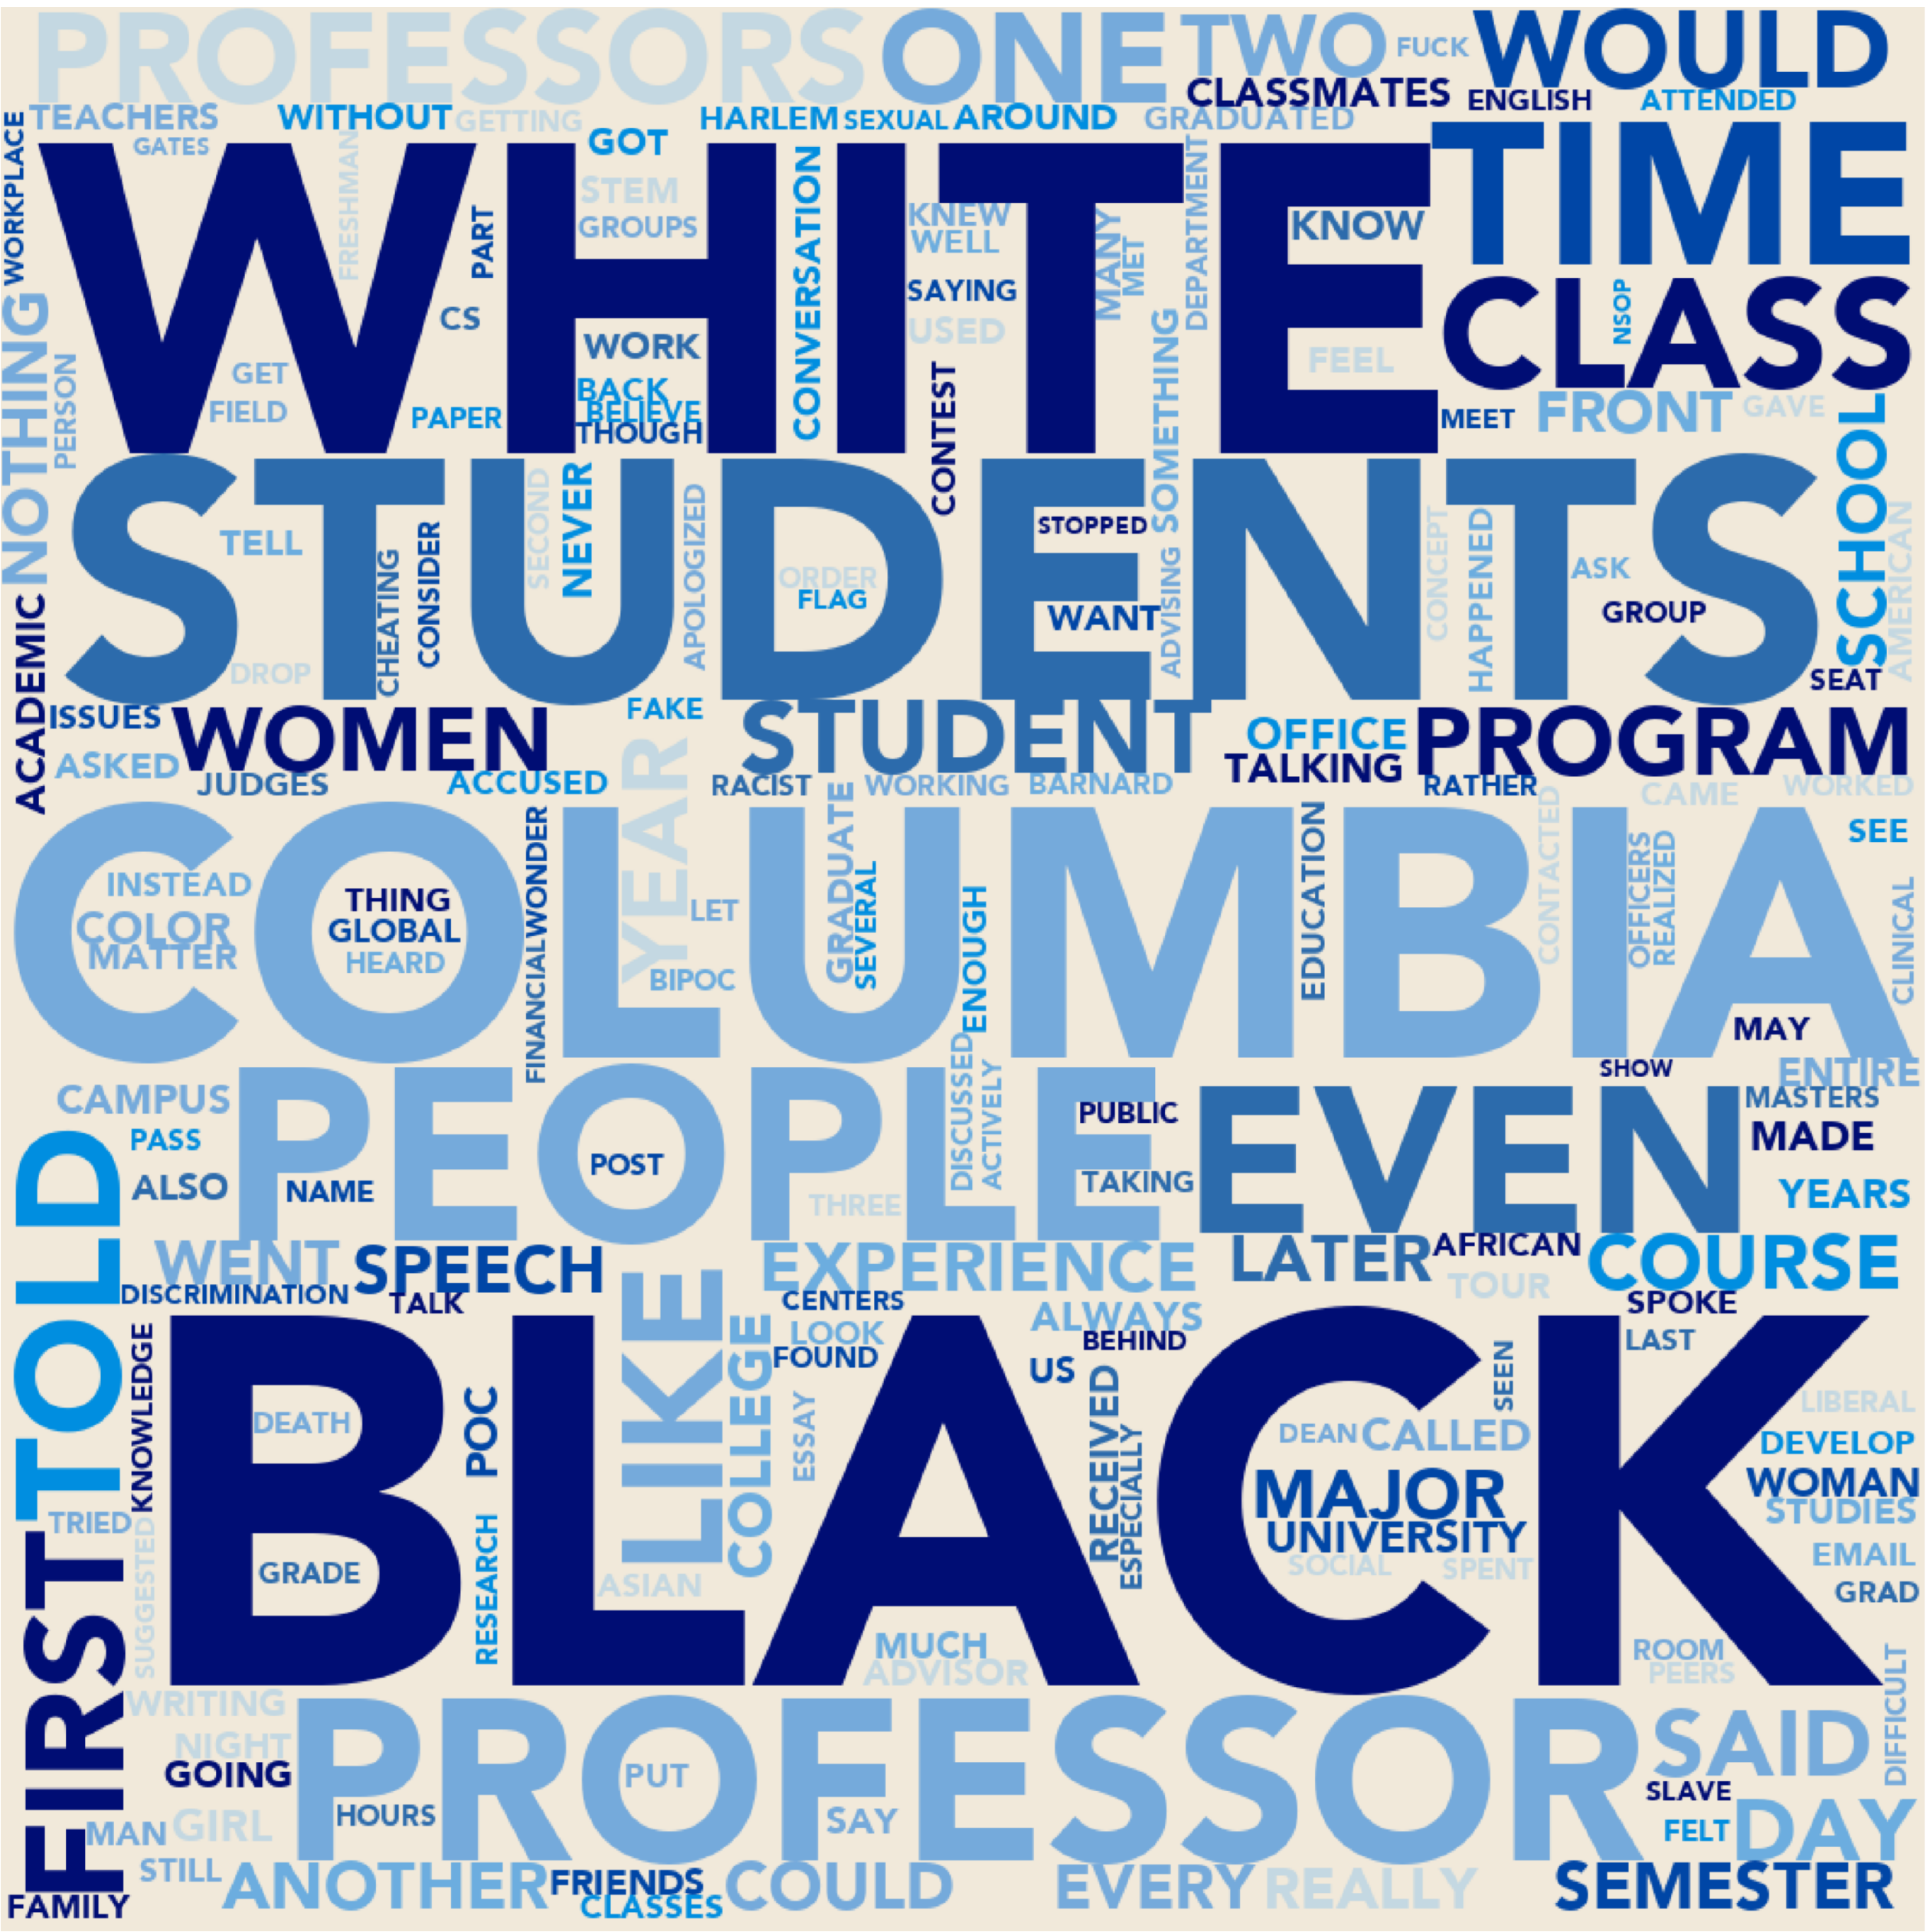 PROFESSORS ONE TWO FUCK WOULD
CLASSMATES ENGLISH ATTENDED
TEACHERS WITHOUT GETTING HARLEM SEXUAL AROUND GRADUATED
WORKPLACE GATES FRESHMAN GOT
WHITE TIME
STEM
GROUPS
PART
CONVERSATION
KNEW
WELL
MANY
MET
DEPARTMENT
KNOW
SAYING
CS
USED
WORK
FEEL
CLASS
NSOP
NOTHING
PERSON
GET
FIELD
PAPER
BACK
BELIEVE
THOUGH
CONTEST
SOMETHING
MEET FRONT GAVE
SCHOOL
AMERICAN
STUDENTS
TELL
CHEATING
CONSIDER
SECOND
NEVER
APOLOGIZED
ORDER
FLAG
STOPPED
WANT
ADVISING
CONCEPT
HAPPENED
ASK
GROUP
DROP
SEAT
ACADEMIC
ISSUES WOMEN FAKE STUDENT OFFICE PROGRAM
ASKED TALKING
JUDGES ACCUSED RACIST WORKING BARNARD RATHER CAME WORKED
YEAR
COLUMBIA
SEE
INSTEAD
COLOR
MATTER
THING
GLOBAL
HEARD
FINANCIAL WONDER
LET
BIPOC
GRADUATE
SEVERAL
ENOUGH
EDUCATION
CONTACTED
OFFICERS
REALIZED
CLINICAL
MAY
SHOW ENTIRE
CAMPUS PEOPLE EVEN MASTERS
PASS PUBLIC MADE
DISCUSSED
ACTIVELY
ALSO NAME POST THREE TAKING YEARS
TOLD
WENT SPEECH EXPERIENCE LATER AFRICAN COURSE
TOUR
DISCRIMINATION TALK CENTERS ALWAYS SPOKE
LIKE
COLLEGE
LOOK BEHIND LAST
FOUND US
KNOWLEDGE
BLACK
DEATH
POC
ESSAY
RECEIVED
ESPECIALLY
SEEN
DEAN CALLED
LIBERAL
DEVELOP
MAJOR WOMAN
UNIVERSITY STUDIES
SOCIAL SPENT EMAIL
GRAD
TRIED
SUGGESTED
GRADE
RESEARCH
ASIAN
FIRST
MUCH ROOM
ADVISOR PEERS
DIFFICULT
WRITING
NIGHT
GOING PROFESSOR SAID
PUT SLAVE
HOURS SAY
MAN GIRL FELT DAY
STILL ANOTHER FRIENDS COULD EVERY REALLY SEMESTER
FAMILY CLASSES